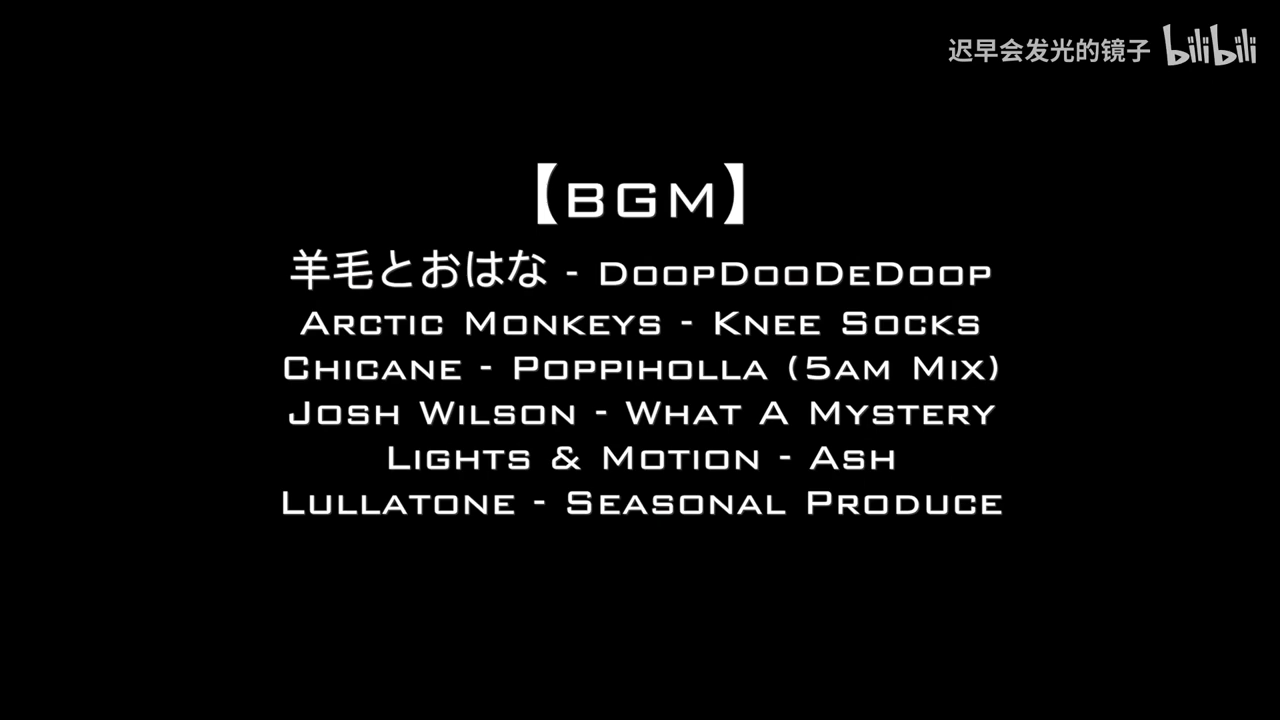 迟早会发光的镜子 bilibili
【BGM】
羊毛とおはな - DoopDooDeDoop
Arctic Monkeys - Knee Socks
Chicane - Poppiholla (5am Mix)
Josh Wilson - What A Mystery
Lights & Motion - Ash
Lullatone - Seasonal Produce